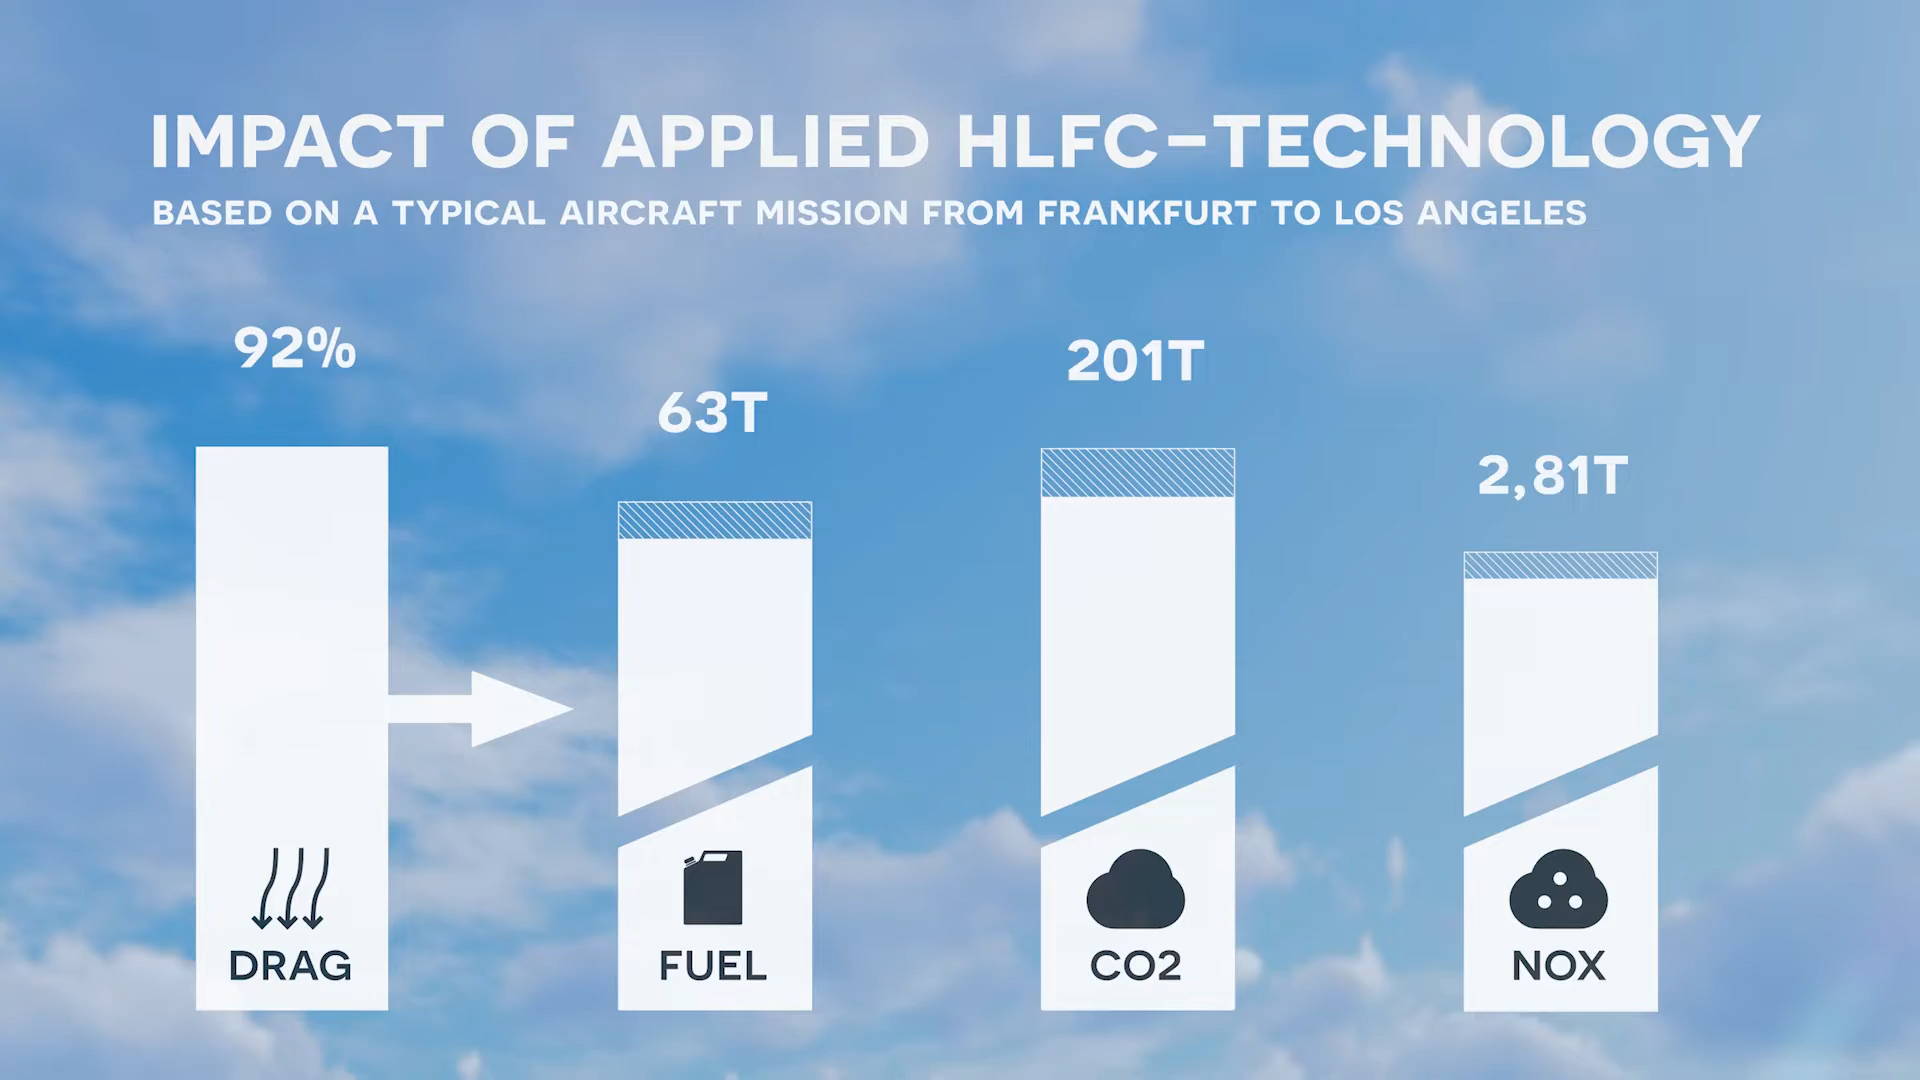 IMPACT OF APPLIED HLFC-TECHNOLOGY
BASED ON A TYPICAL AIRCRAFT MISSION FROM FRANKFURT TO LOS ANGELES
92%
63T
201T
2,81T
DRAG
FUEL
CO2
NOX